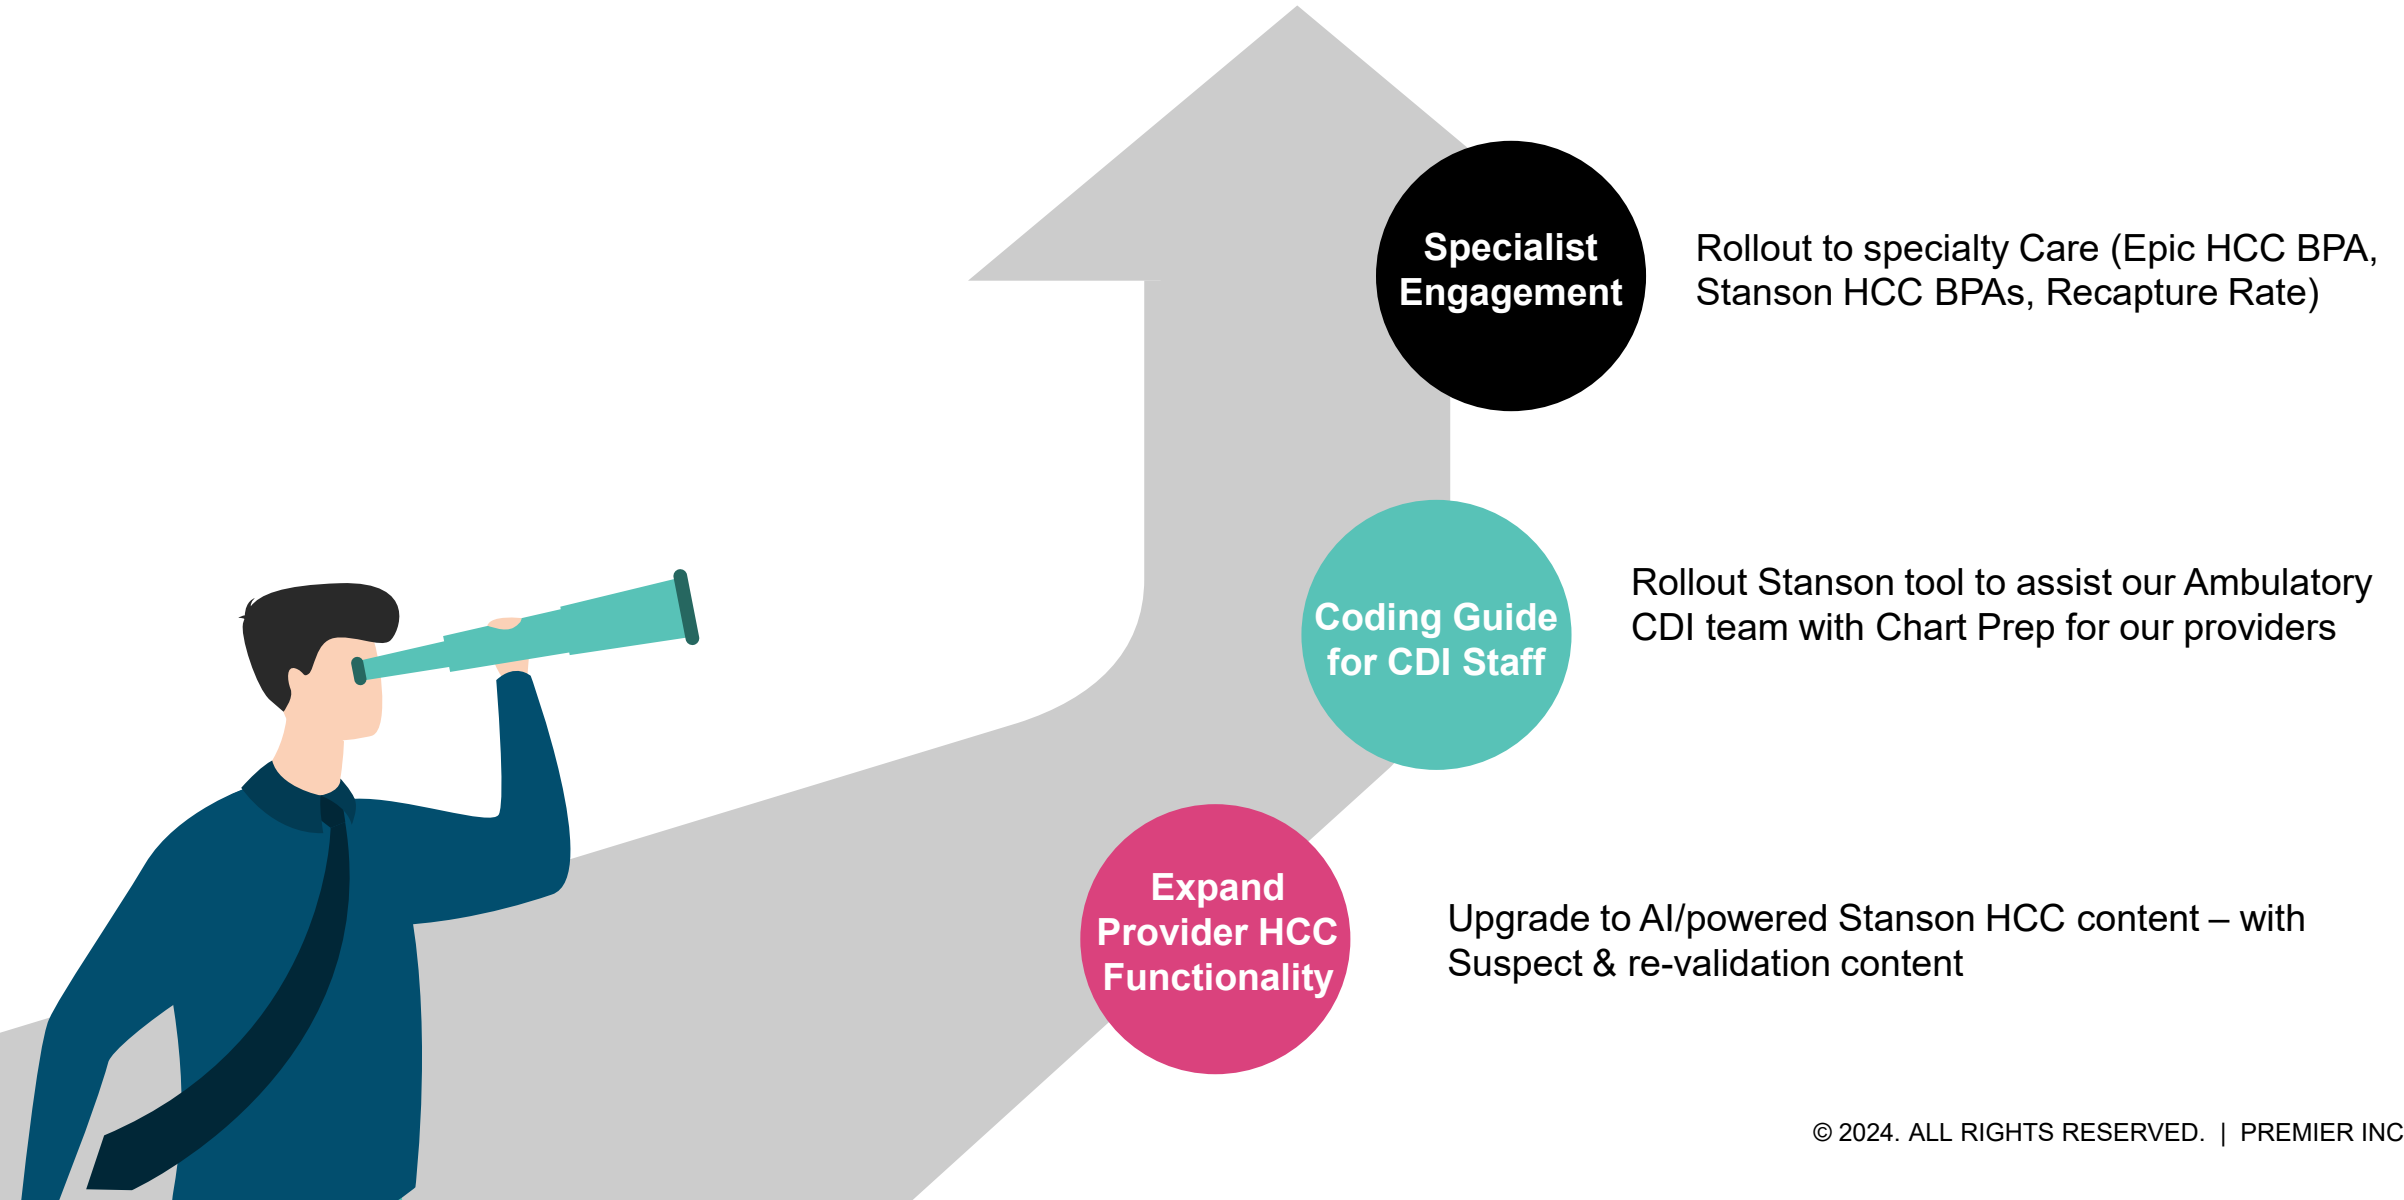 Specialist
Engagement
Rollout to specialty Care (Epic HCC BPA,
Stanson HCC BPAs, Recapture Rate)
Coding Guide
for CDI Staff
Rollout Stanson tool to assist our Ambulatory
CDI team with Chart Prep for our providers
Expand
Provider HCC
Functionality
Upgrade to AI/powered Stanson HCC content – with
Suspect & re-validation content
© 2024. ALL RIGHTS RESERVED. | PREMIER INC